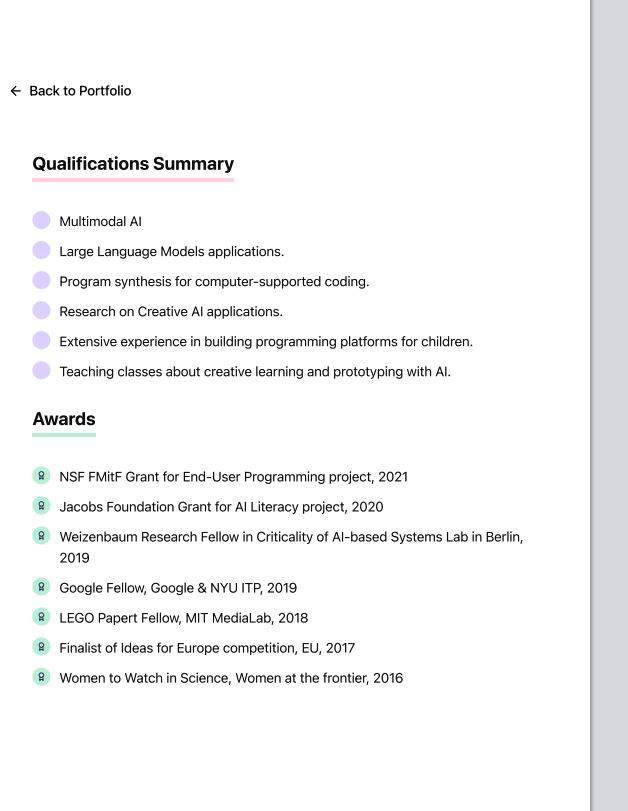 ← Back to Portfolio
Qualifications Summary
Multimodal AI
Large Language Models applications.
Program synthesis for computer-supported coding.
Research on Creative AI applications.
Extensive experience in building programming platforms for children.
Teaching classes about creative learning and prototyping with AI.
Awards
NSF FMitF Grant for End-User Programming project, 2021
Jacobs Foundation Grant for AI Literacy project, 2020
Weizenbaum Research Fellow in Criticality of AI-based Systems Lab in Berlin,
2019
Google Fellow, Google & NYU ITP, 2019
LEGO Papert Fellow, MIT MediaLab, 2018
Finalist of Ideas for Europe competition, EU, 2017
Women to Watch in Science, Women at the frontier, 2016